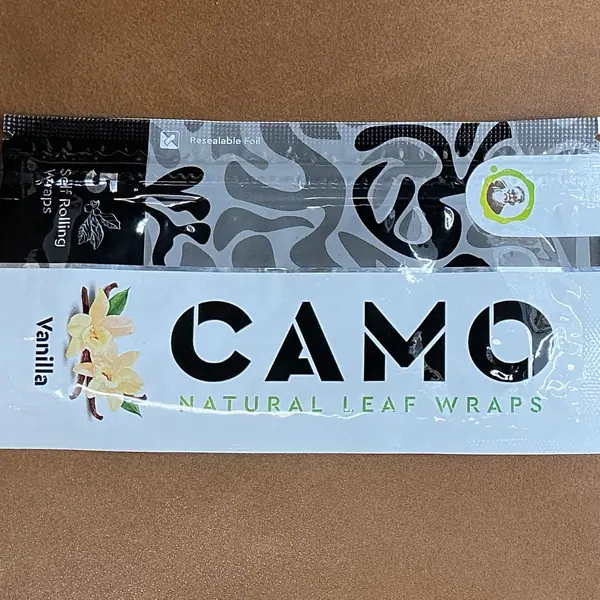 Resealable Foil
5
Self Rolling
Wraps
CAMO
NATURAL LEAF WRAPS
Vanilla